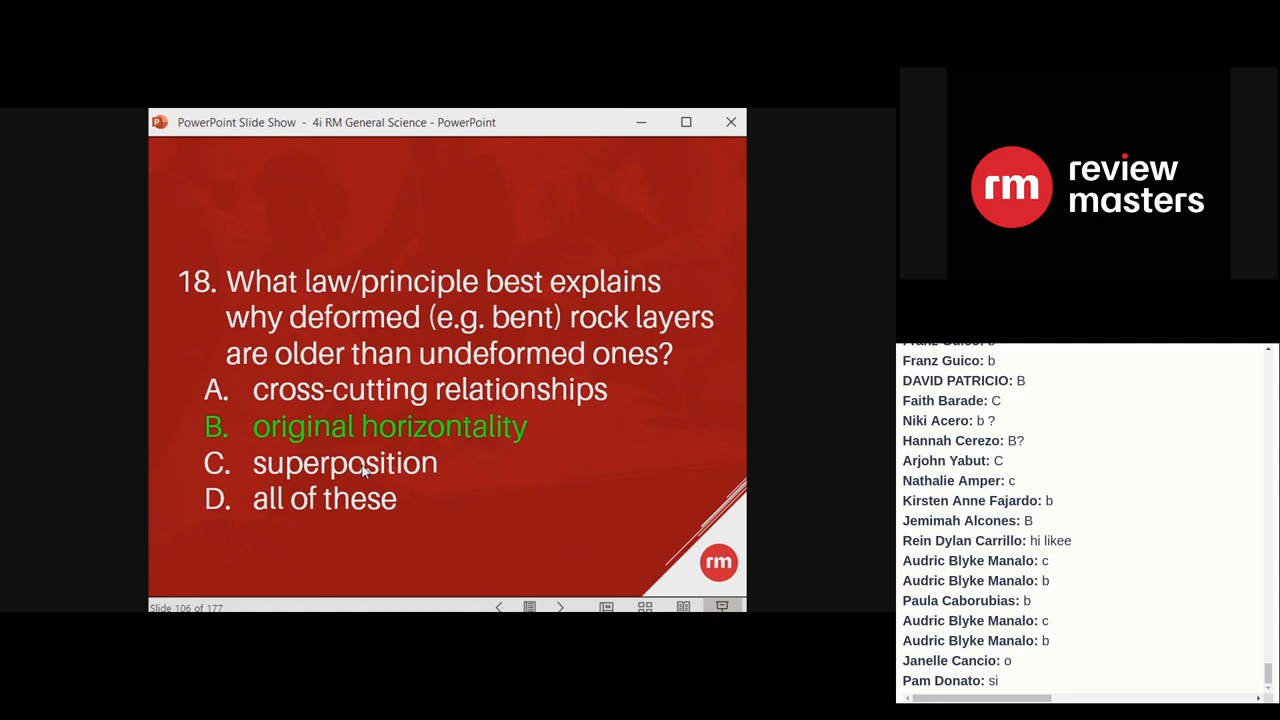 PowerPoint Slide Show - 4i RM General Science - PowerPoint
18. What law/principle best explains
why deformed (e.g. bent) rock layers
are older than undeformed ones?
A. cross-cutting relationships
B. original horizontality
C. superposition
D. all of these
rm
Slide 106 of 177
rm review
masters
Franz Guico: b
Franz Guico: b
DAVID PATRICIO: B
Faith Barade: C
Niki Acero: b ?
Hannah Cerezo: B?
Arjohn Yabut: C
Nathalie Amper: c
Kirsten Anne Fajardo: b
Jemimah Alcones: B
Rein Dylan Carrillo: hi likee
Audric Blyke Manalo: c
Audric Blyke Manalo: b
Paula Caborubias: b
Audric Blyke Manalo: c
Audric Blyke Manalo: b
Janelle Cancio: o
Pam Donato: si